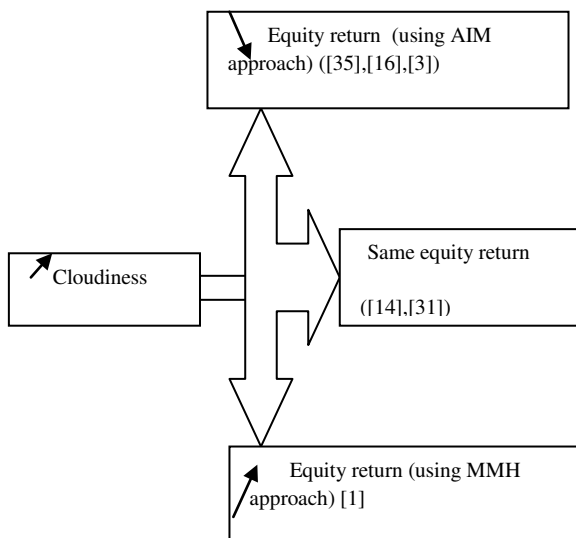 Equity return (using AIM
approach) ([35],[16],[3])
Cloudiness
Same equity return
([14],[31])
Equity return (using MMH
approach) [1]